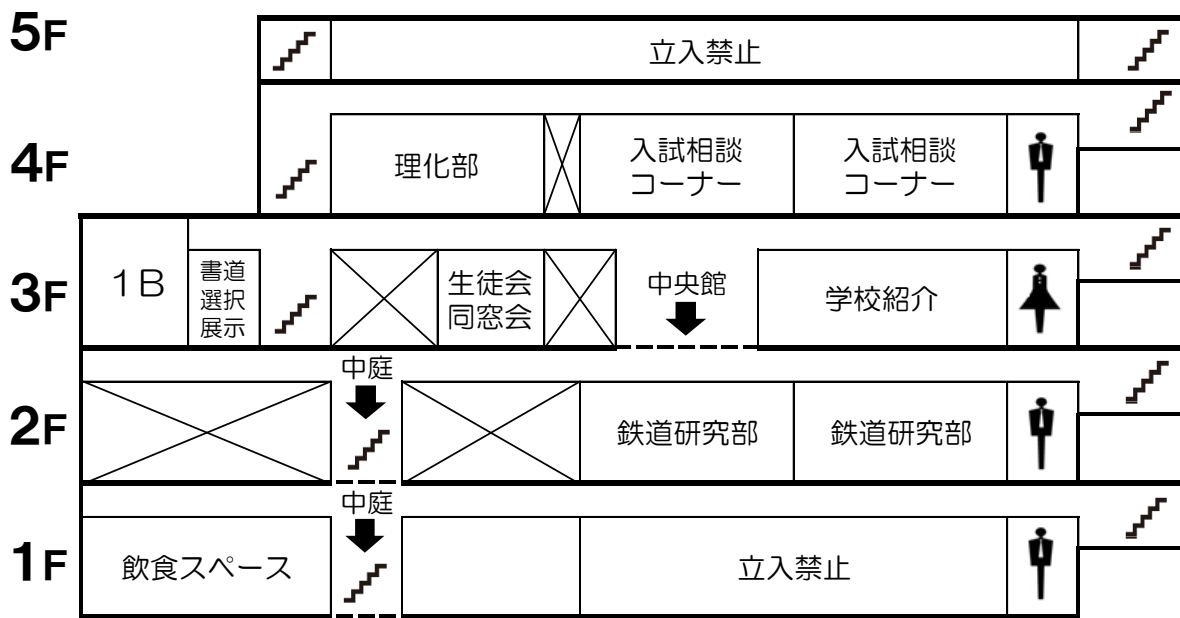 5F
立入禁止
4F
理化部
入試相談
コーナー
入試相談
コーナー
3F
1B
書道
選択
展示
生徒会
同窓会
中央館
学校紹介
2F
中庭
鉄道研究部
鉄道研究部
1F
飲食スペース
中庭
立入禁止